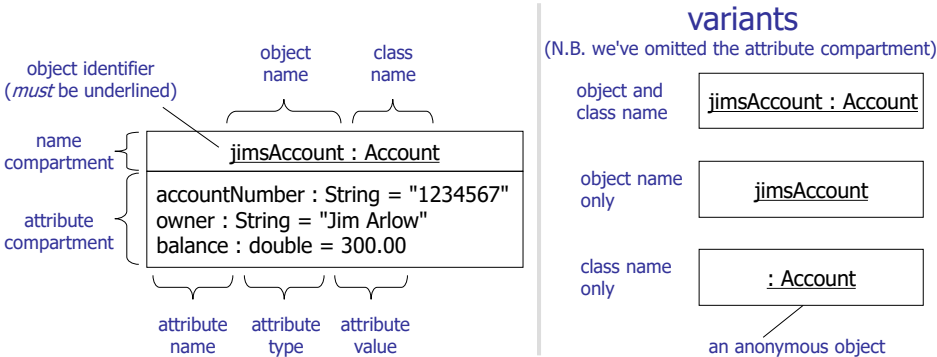 object identifier
(must be underlined)
object
name
class
name
name
compartment
jimsAccount : Account
attribute
compartment
accountNumber : String = "1234567"
owner : String = "Jim Arlow"
balance : double = 300.00
attribute
name
attribute
type
attribute
value
variants
(N.B. we've omitted the attribute compartment)
object and
class name
jimsAccount : Account
object name
only
jimsAccount
class name
only
: Account
an anonymous object